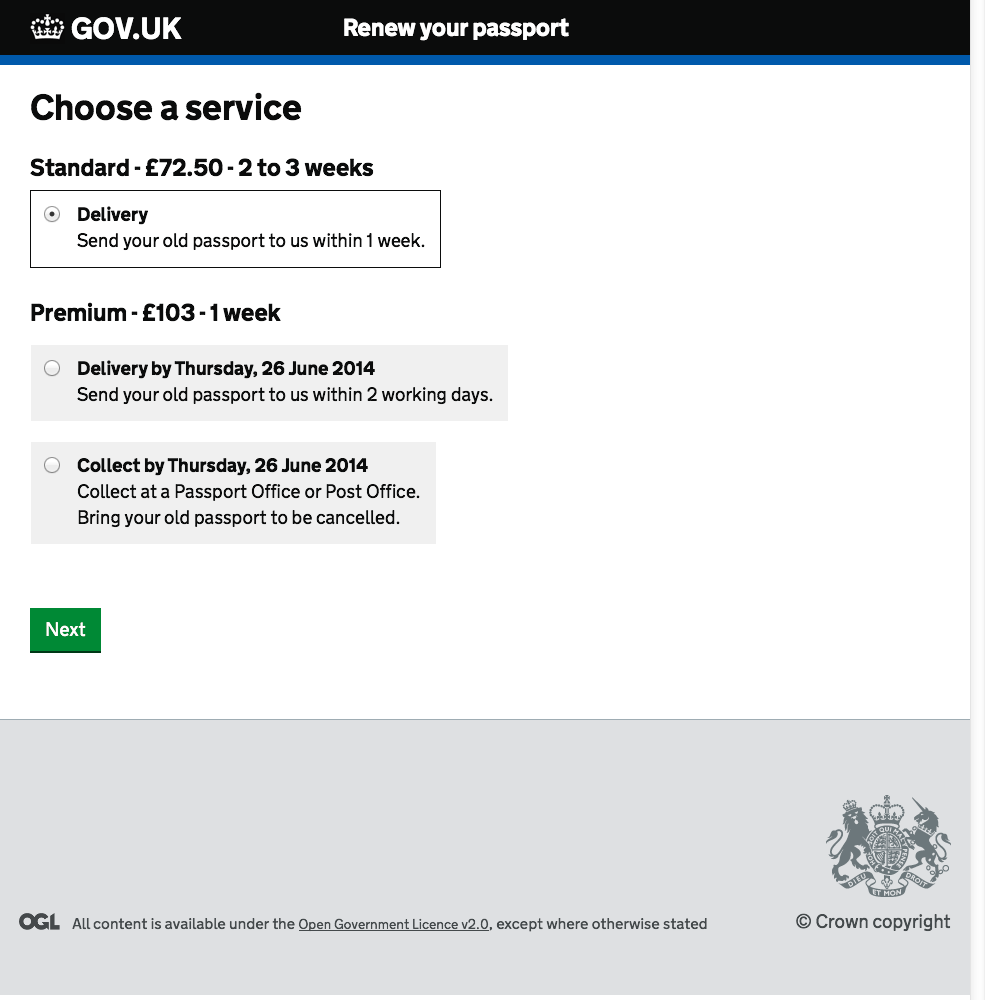 GOV.UK
Renew your passport
Choose a service
Standard - £72.50 - 2 to 3 weeks
Delivery
Send your old passport to us within 1 week.
Premium - £103 - 1 week
Delivery by Thursday, 26 June 2014
Send your old passport to us within 2 working days.
Collect by Thursday, 26 June 2014
Collect at a Passport Office or Post Office.
Bring your old passport to be cancelled.
Next
DIEU ET MON DROIT
OGL All content is available under the Open Government Licence v2.0, except where otherwise stated
© Crown copyright